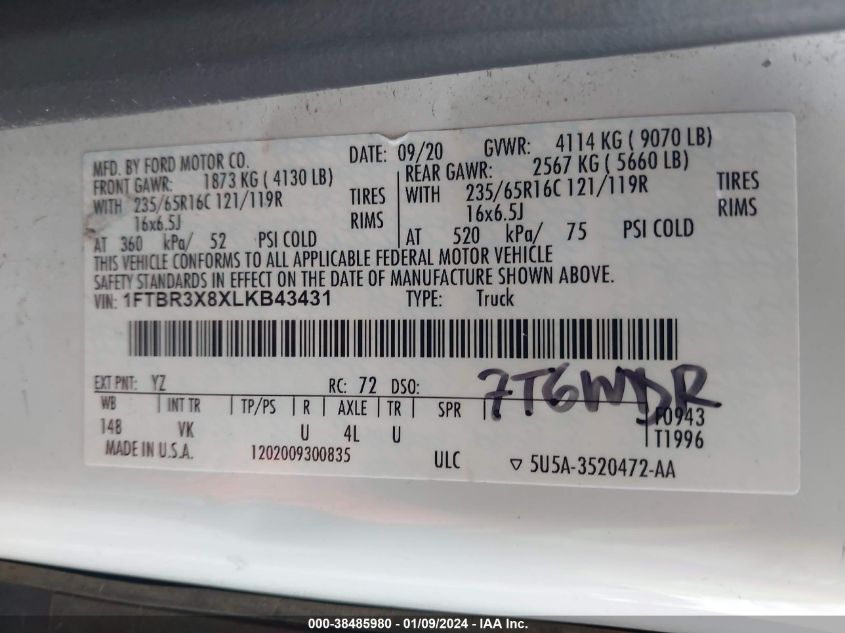 MFD. BY FORD MOTOR CO. DATE: 09/20 GVWR: 4114 KG ( 9070 LB)
FRONT GAWR: 1873 KG ( 4130 LB) REAR GAWR: 2567 KG ( 5660 LB)
WITH 235/65R16C 121/119R TIRES WITH 235/65R16C 121/119R TIRES
16x6.5J RIMS 16x6.5J RIMS
AT 360 kPa/ 52 PSI COLD AT 520 kPa/ 75 PSI COLD
THIS VEHICLE CONFORMS TO ALL APPLICABLE FEDERAL MOTOR VEHICLE
SAFETY STANDARDS IN EFFECT ON THE DATE OF MANUFACTURE SHOWN ABOVE.
VIN: 1FTBR3X8XLKB43431 TYPE: Truck
EXT PNT: YZ RC: 72 DSO: 7T6WDR
WB INT TR TP/PS R AXLE TR SPR F0943
148 VK U 4L U T1996
MADE IN U.S.A. 1202009300835 ULC ▽ 5U5A-3520472-AA
000-38485980 - 01/09/2024 - IAA Inc.